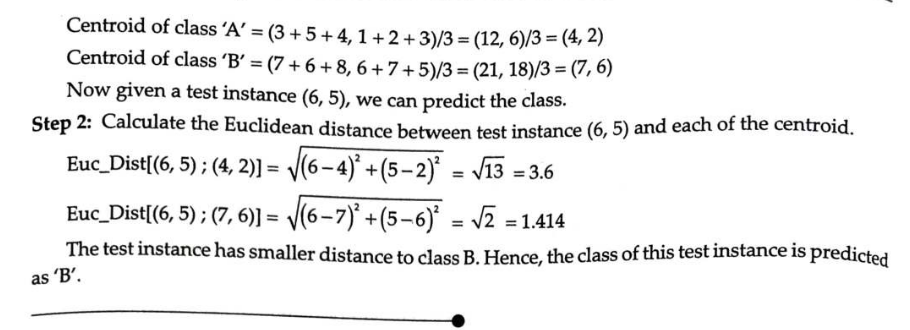 Centroid of class 'A' = (3 + 5 + 4, 1 + 2 + 3)/3 = (12, 6)/3 = (4, 2)
Centroid of class 'B' = (7 + 6 + 8, 6 + 7 + 5)/3 = (21, 18)/3 = (7, 6)
Now given a test instance (6, 5), we can predict the class.
Step 2: Calculate the Euclidean distance between test instance (6, 5) and each of the centroid.
Euc_Dist[(6, 5) ; (4, 2)] = √((6 – 4)² + (5 – 2)²) = √13 = 3.6
Euc_Dist[(6, 5) ; (7, 6)] = √((6 – 7)² + (5 – 6)²) = √2 = 1.414
The test instance has smaller distance to class B. Hence, the class of this test instance is predicted
as 'B'.